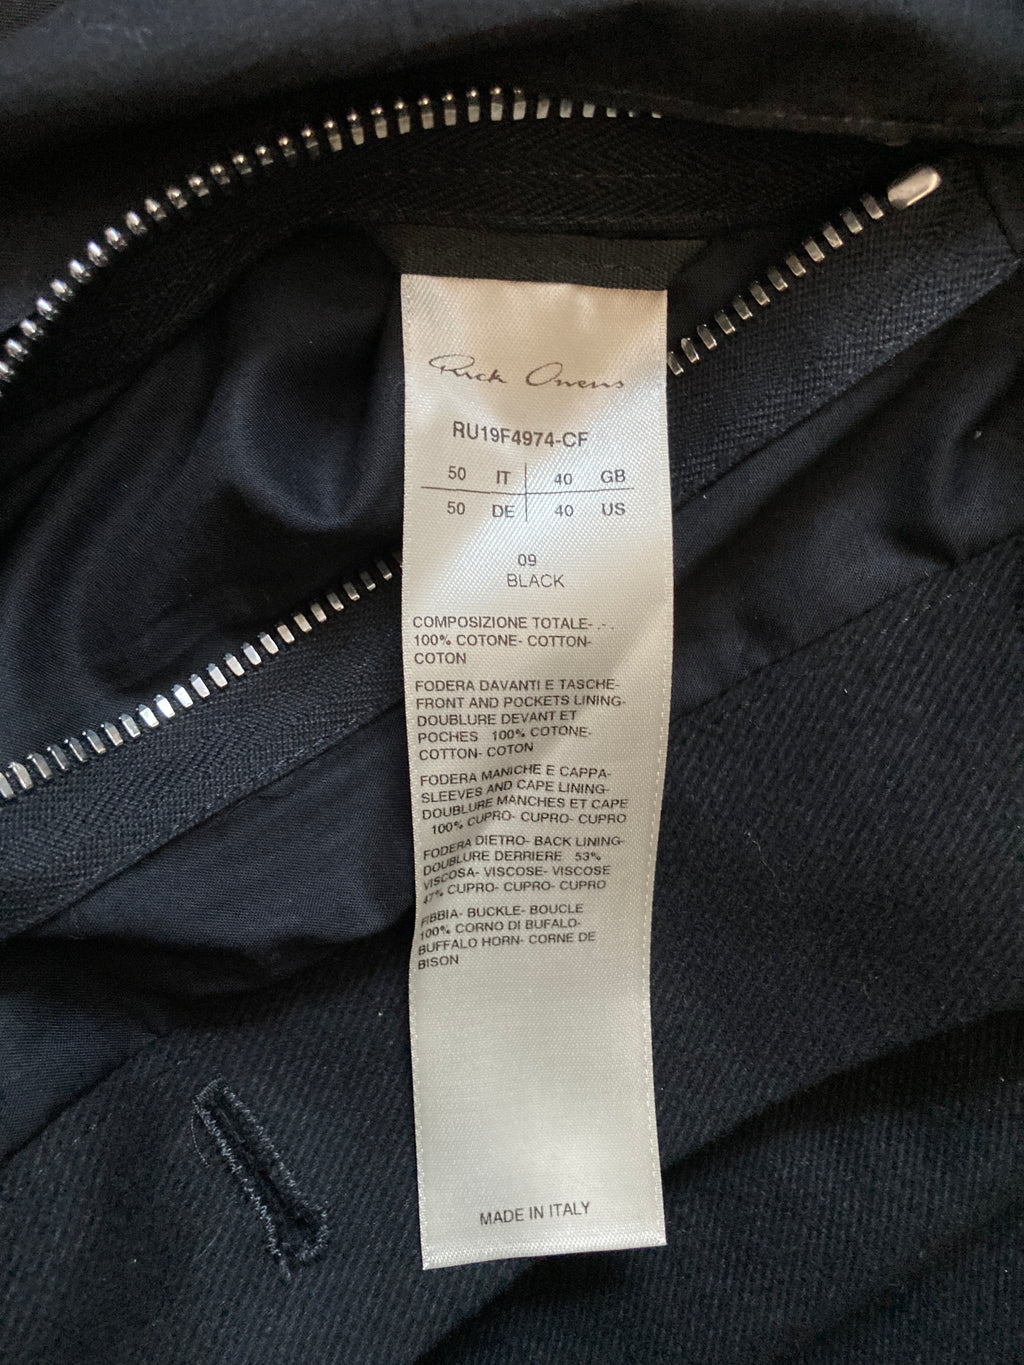 Rick Owens
RU19F4974-CF
50 IT 40 GB
50 DE 40 US
09
BLACK
COMPOSIZIONE TOTALE- .- .
100% COTONE- COTTON-
COTON
FODERA DAVANTI E TASCHE-
FRONT AND POCKETS LINING-
DOUBLURE DEVANT ET
POCHES 100% COTONE-
COTTON- COTON
FODERA MANICHE E CAPPA-
SLEEVES AND CAPE LINING-
DOUBLURE MANCHES ET CAPE
100% CUPRO- CUPRO- CUPRO
FODERA DIETRO- BACK LINING-
DOUBLURE DERRIERE 53%
VISCOSA- VISCOSE- VISCOSE
47% CUPRO- CUPRO- CUPRO
FIBBIA- BUCKLE- BOUCLE
100% CORNO DI BUFALO-
BUFFALO HORN- CORNE DE
BISON
MADE IN ITALY